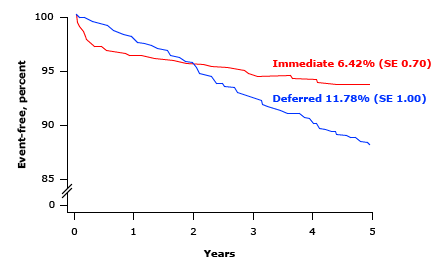 Event-free, percent
100
95
90
85
0
Immediate 6.42% (SE 0.70)
Deferred 11.78% (SE 1.00)
0 1 2 3 4 5
Years